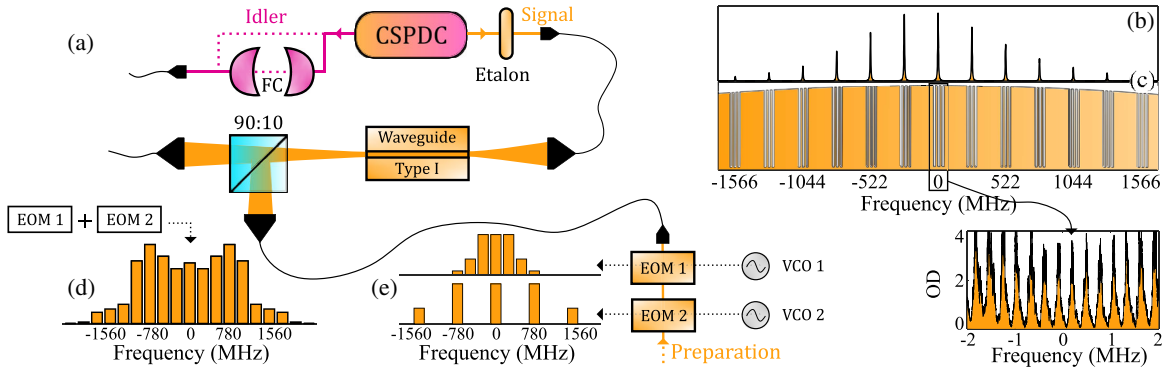 (a)
Idler
CSPDC
Signal
Etalon
FC
90:10
Waveguide
Type I
EOM 1 + EOM 2
(b)
(c)
-1566 -1044 -522 0 522 1044 1566
Frequency (MHz)
(d)
-1560 -780 0 780 1560
Frequency (MHz)
(e)
-1560 -780 0 780 1560
Frequency (MHz)
EOM 1
VCO 1
EOM 2
VCO 2
Preparation
4
2
0
OD
-2 -1 0 1 2
Frequency (MHz)